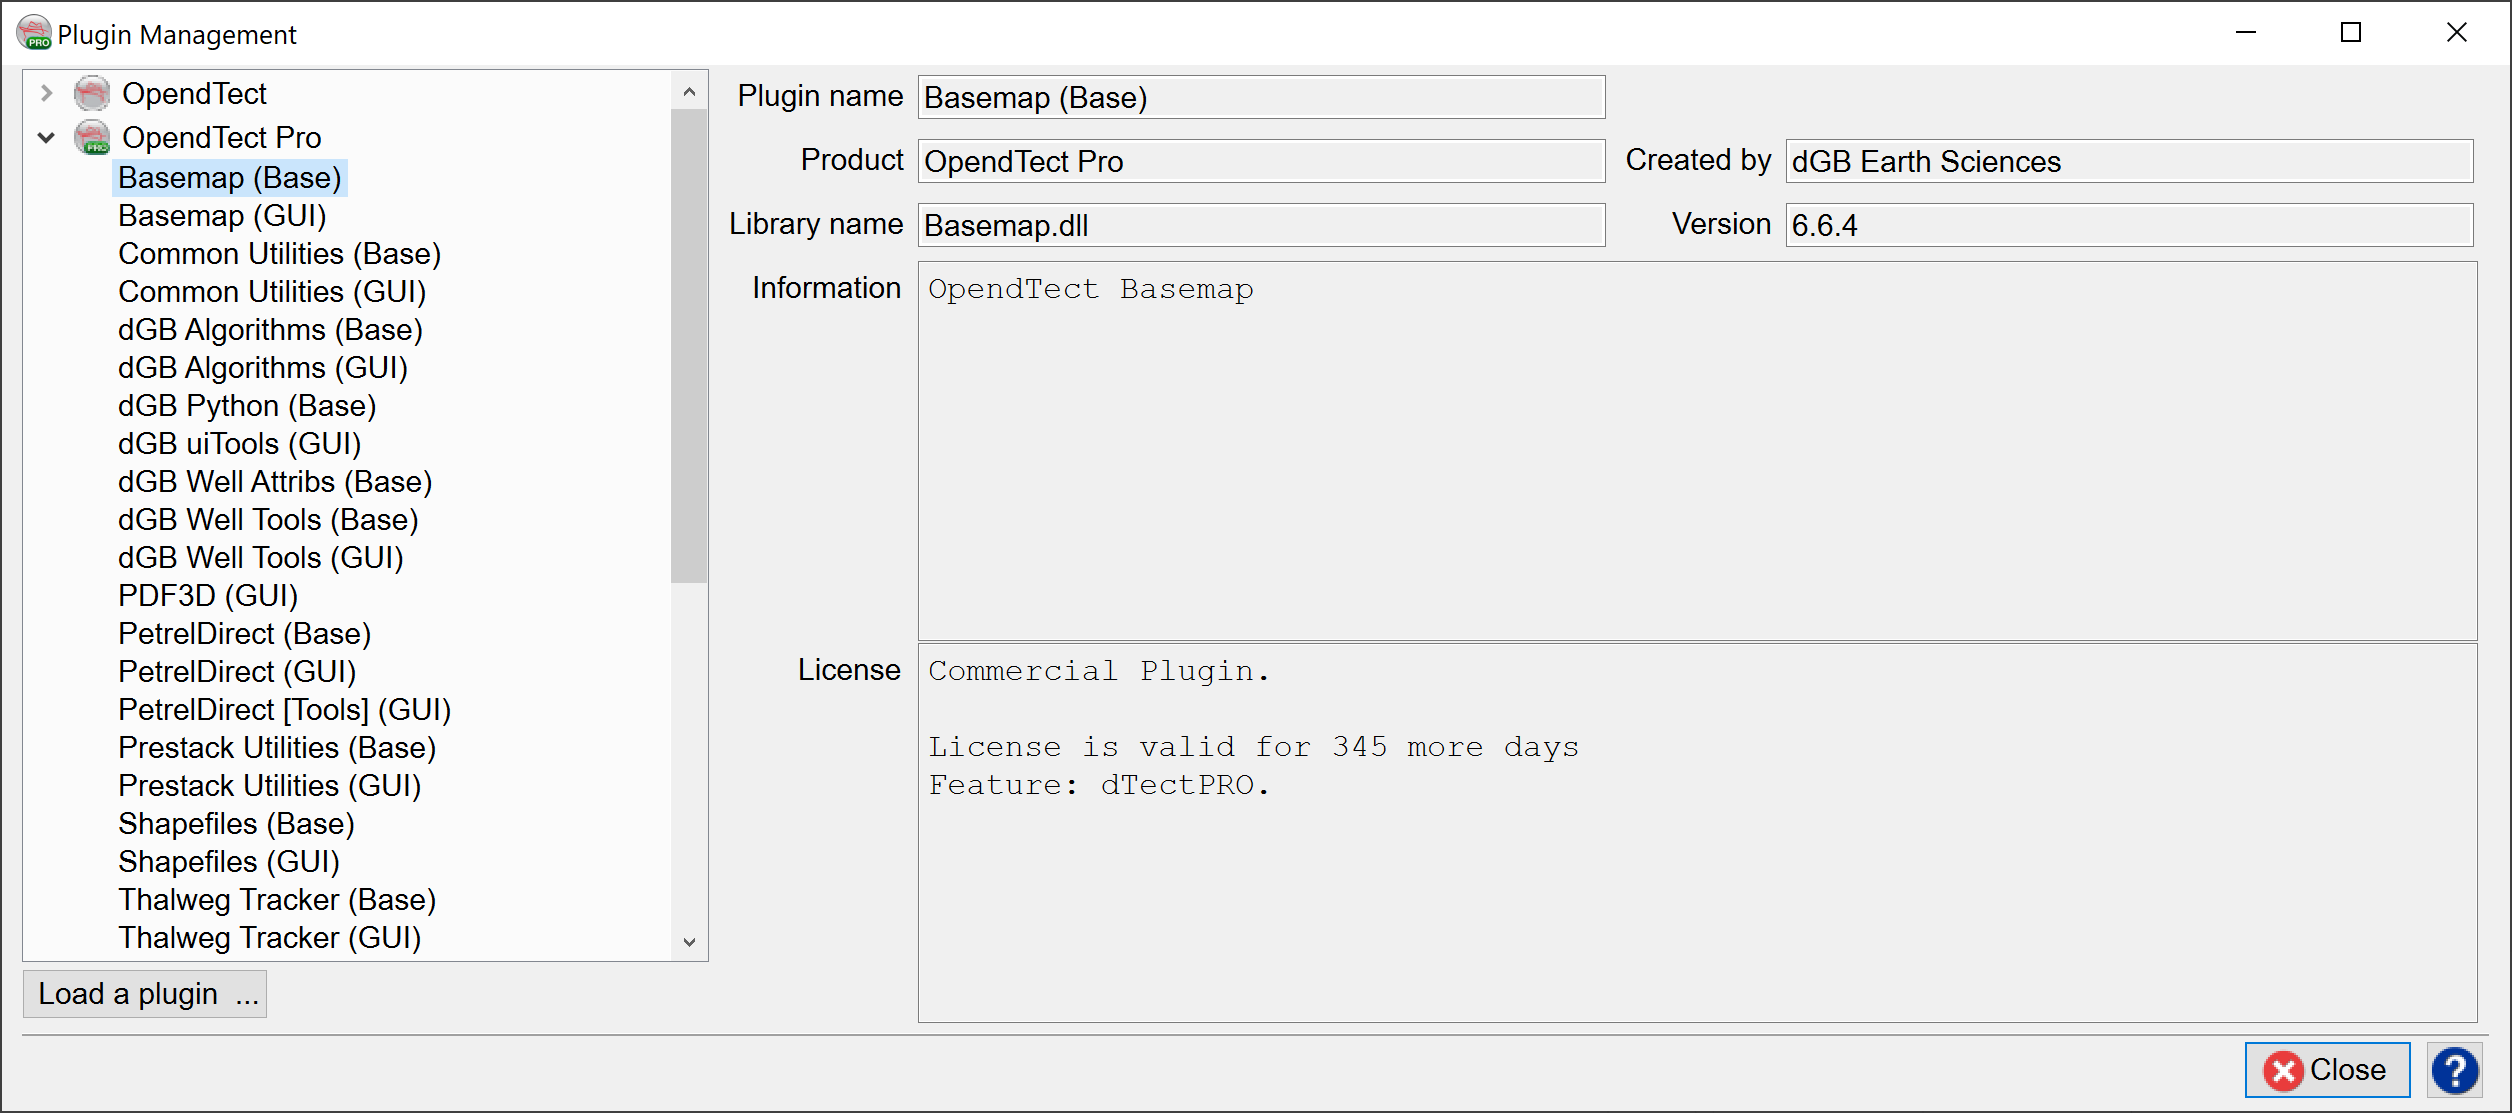 Plugin Management
OpendTect
OpendTect Pro
Basemap (Base)
Basemap (GUI)
Common Utilities (Base)
Common Utilities (GUI)
dGB Algorithms (Base)
dGB Algorithms (GUI)
dGB Python (Base)
dGB uiTools (GUI)
dGB Well Attribs (Base)
dGB Well Tools (Base)
dGB Well Tools (GUI)
PDF3D (GUI)
PetrelDirect (Base)
PetrelDirect (GUI)
PetrelDirect [Tools] (GUI)
Prestack Utilities (Base)
Prestack Utilities (GUI)
Shapefiles (Base)
Shapefiles (GUI)
Thalweg Tracker (Base)
Thalweg Tracker (GUI)
Load a plugin ...
Plugin name Basemap (Base)
Product OpendTect Pro Created by dGB Earth Sciences
Library name Basemap.dll Version 6.6.4
Information OpendTect Basemap
License Commercial Plugin.
License is valid for 345 more days
Feature: dTectPRO.
Close ?
PRO
PRO